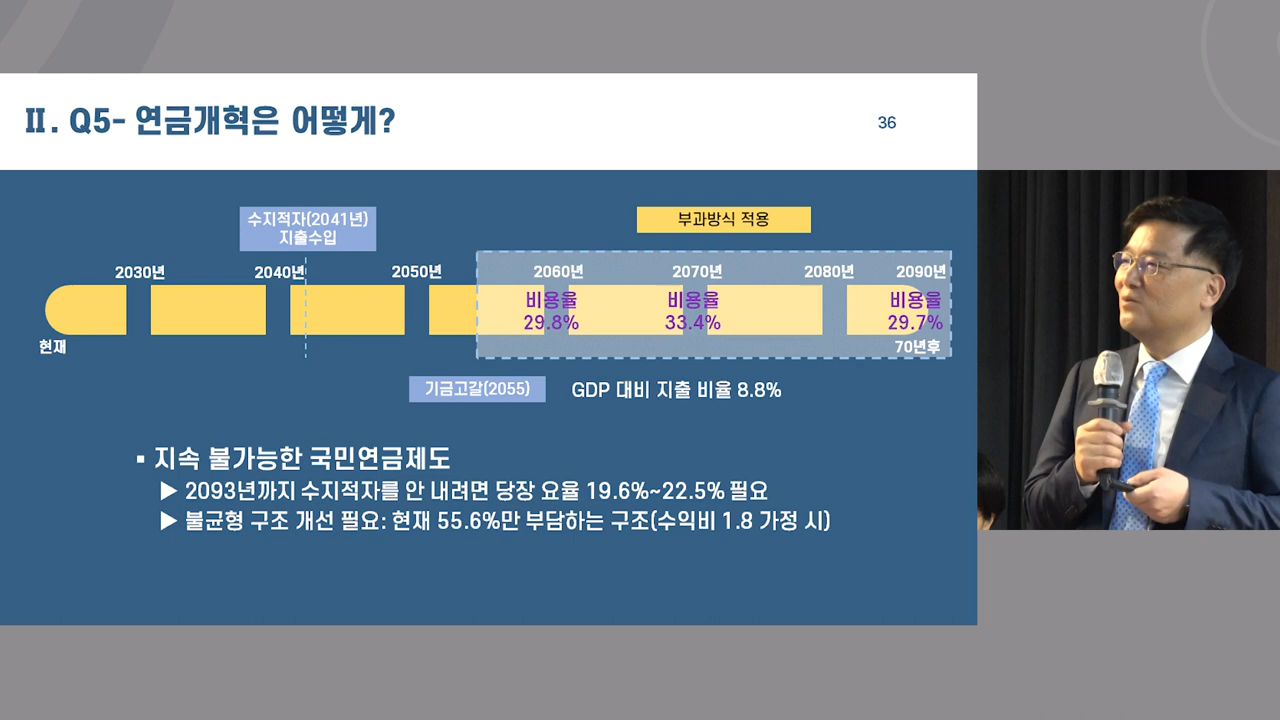 Ⅱ. Q5- 연금개혁은 어떻게?
36
수지적자(2041년)
지출수입
부과방식 적용
2030년
2040년
2050년
2060년
2070년
2080년
2090년
비용율
29.8%
비용율
33.4%
비용율
29.7%
현재
70년후
기금고갈(2055)
GDP 대비 지출 비율 8.8%
▪ 지속 불가능한 국민연금제도
▶ 2093년까지 수지적자를 안 내려면 당장 요율 19.6%~22.5% 필요
▶ 불균형 구조 개선 필요: 현재 55.6%만 부담하는 구조(수익비 1.8 가정 시)